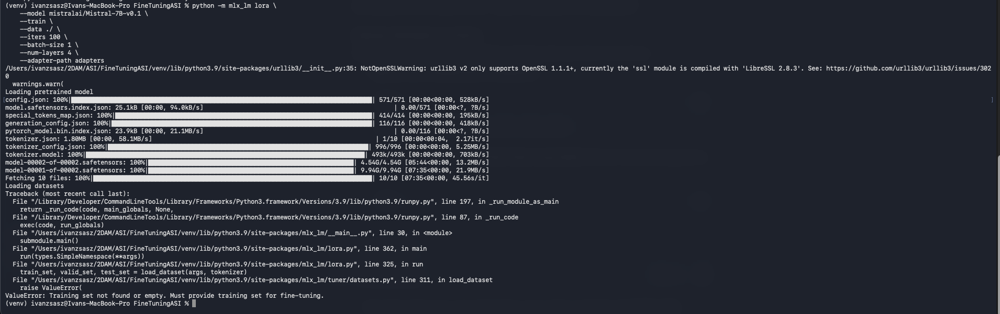 (venv) ivanzsasz@Ivans-MacBook-Pro FineTuningASI % python -m mlx_lm lora \
    --model mistralai/Mistral-7B-v0.1 \
    --train \
    --data ./ \
    --iters 100 \
    --batch-size 1 \
    --num-layers 4 \
    --adapter-path adapters
/Users/ivanzsasz/2DAM/ASI/FineTuningASI/venv/lib/python3.9/site-packages/urllib3/__init__.py:35: NotOpenSSLWarning: urllib3 v2 only supports OpenSSL 1.1.1+, currently the 'ssl' module is compiled with 'LibreSSL 2.8.3'. See: https://github.com/urllib3/urllib3/issues/302
0
  warnings.warn(
Loading pretrained model
[config.json: 100%| | 571/571 [00:00<00:00, 528kB/s] ]
model.safetensors.index.json: 25.1kB [00:00, 94.0kB/s] | 0.00/571 [00:00<?, ?B/s]
special_tokens_map.json: 100%| | 414/414 [00:00<00:00, 195kB/s]
generation_config.json: 100%| | 116/116 [00:00<00:00, 418kB/s]
pytorch_model.bin.index.json: 23.9kB [00:00, 21.1MB/s] | 0.00/116 [00:00<?, ?B/s]
tokenizer.json: 1.80MB [00:00, 58.1MB/s] | 1/10 [00:00<00:04,  2.17it/s]
tokenizer_config.json: 100%| | 996/996 [00:00<00:00, 5.25MB/s]
tokenizer.model: 100%| | 493k/493k [00:00<00:00, 703kB/s]
model-00002-of-00002.safetensors: 100%| | 4.54G/4.54G [05:44<00:00, 13.2MB/s]
model-00001-of-00002.safetensors: 100%| | 9.94G/9.94G [07:35<00:00, 21.9MB/s]
Fetching 10 files: 100%| | 10/10 [07:35<00:00, 45.56s/it]
Loading datasets
Traceback (most recent call last):
  File "/Library/Developer/CommandLineTools/Library/Frameworks/Python3.framework/Versions/3.9/lib/python3.9/runpy.py", line 197, in _run_module_as_main
    return _run_code(code, main_globals, None,
  File "/Library/Developer/CommandLineTools/Library/Frameworks/Python3.framework/Versions/3.9/lib/python3.9/runpy.py", line 87, in _run_code
    exec(code, run_globals)
  File "/Users/ivanzsasz/2DAM/ASI/FineTuningASI/venv/lib/python3.9/site-packages/mlx_lm/__main__.py", line 30, in <module>
    submodule.main()
  File "/Users/ivanzsasz/2DAM/ASI/FineTuningASI/venv/lib/python3.9/site-packages/mlx_lm/lora.py", line 362, in main
    run(types.SimpleNamespace(**args))
  File "/Users/ivanzsasz/2DAM/ASI/FineTuningASI/venv/lib/python3.9/site-packages/mlx_lm/lora.py", line 325, in run
    train_set, valid_set, test_set = load_dataset(args, tokenizer)
  File "/Users/ivanzsasz/2DAM/ASI/FineTuningASI/venv/lib/python3.9/site-packages/mlx_lm/tuner/datasets.py", line 311, in load_dataset
    raise ValueError(
ValueError: Training set not found or empty. Must provide training set for fine-tuning.
(venv) ivanzsasz@Ivans-MacBook-Pro FineTuningASI %